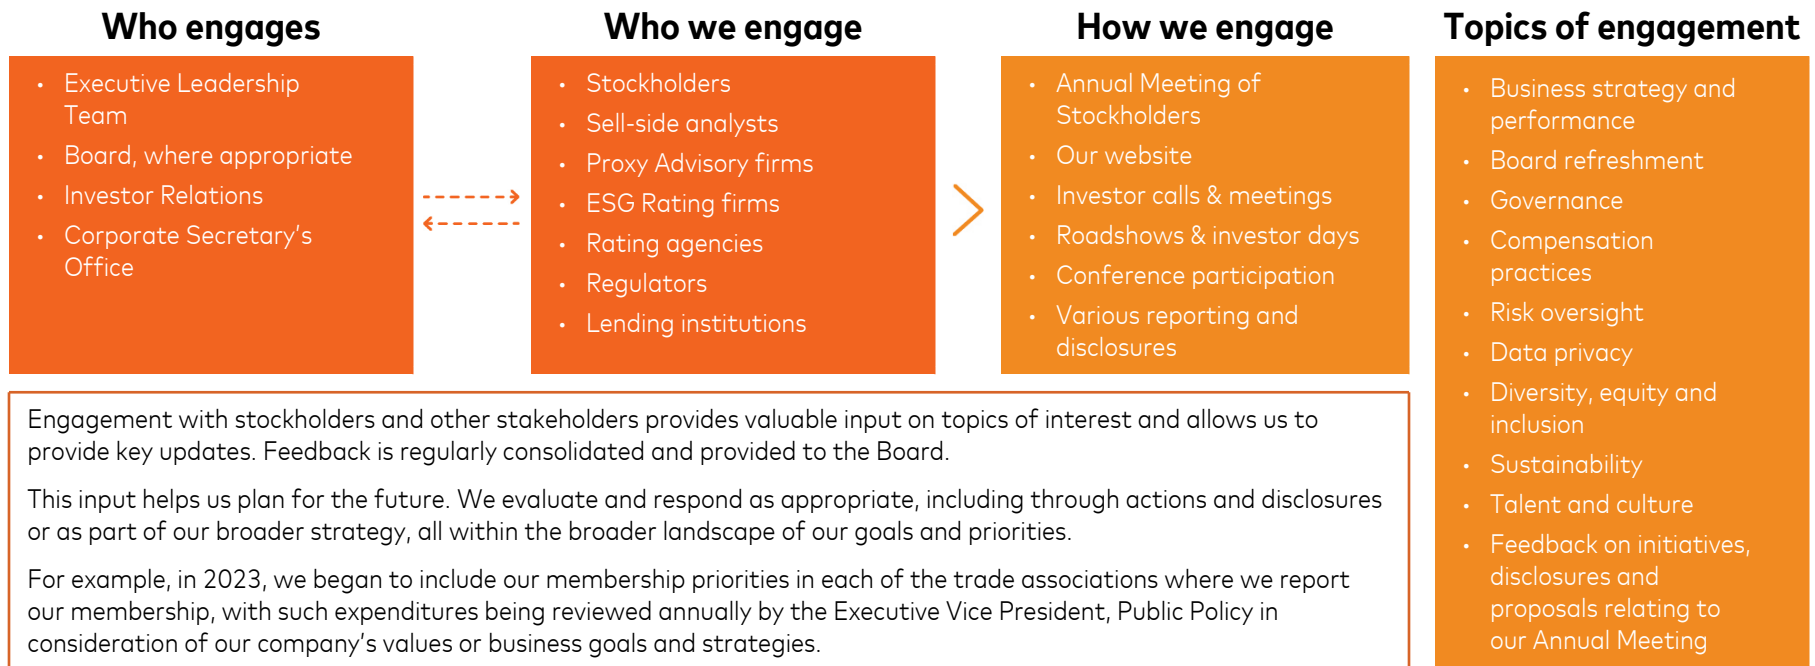 Who engages
• Executive Leadership
Team
• Board, where appropriate
• Investor Relations
• Corporate Secretary's
Office
Who we engage
• Stockholders
• Sell-side analysts
• Proxy Advisory firms
• ESG Rating firms
• Rating agencies
• Regulators
• Lending institutions
How we engage
• Annual Meeting of
Stockholders
• Our website
• Investor calls & meetings
• Roadshows & investor days
• Conference participation
• Various reporting and
disclosures
Topics of engagement
• Business strategy and
performance
• Board refreshment
• Governance
• Compensation
practices
• Risk oversight
• Data privacy
• Diversity, equity and
inclusion
• Sustainability
• Talent and culture
• Feedback on initiatives,
disclosures and
proposals relating to
our Annual Meeting
Engagement with stockholders and other stakeholders provides valuable input on topics of interest and allows us to
provide key updates. Feedback is regularly consolidated and provided to the Board.
This input helps us plan for the future. We evaluate and respond as appropriate, including through actions and disclosures
or as part of our broader strategy, all within the broader landscape of our goals and priorities.
For example, in 2023, we began to include our membership priorities in each of the trade associations where we report
our membership, with such expenditures being reviewed annually by the Executive Vice President, Public Policy in
consideration of our company's values or business goals and strategies.